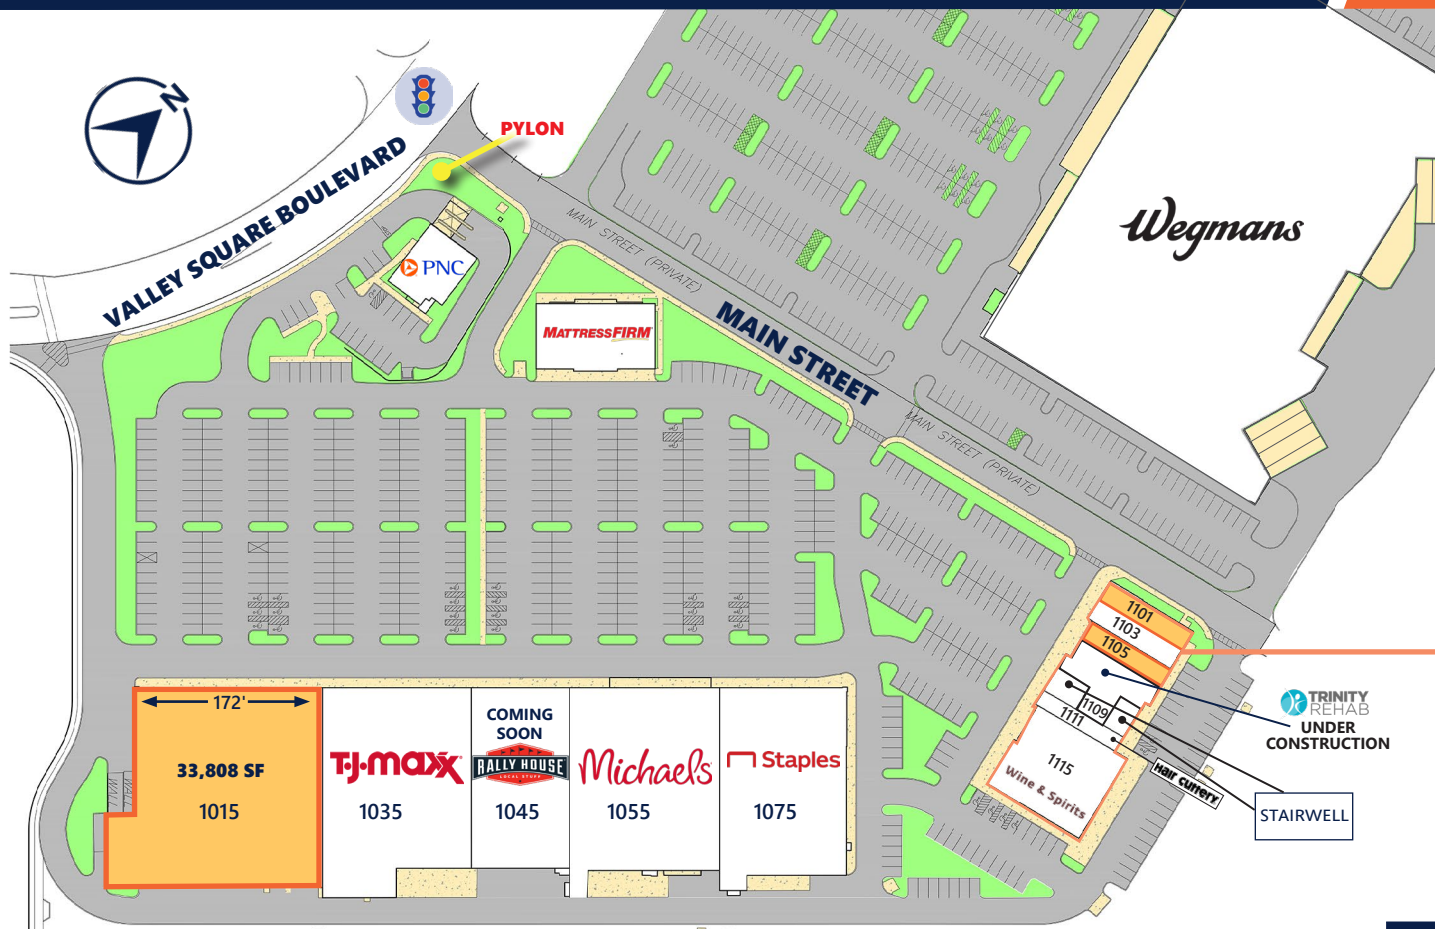 N
VALLEY SQUARE BOULEVARD
PYLON
PNC
MATTRESSFIRM
MAIN STREET (PRIVATE)
MAIN STREET
MAIN STREET (PRIVATE)
Wegmans
1101
1103
1105
1109
1111
1115
Wine & Spirits
Hair Cuttery
TRINITY
REHAB
UNDER
CONSTRUCTION
STAIRWELL
172'
33,808 SF
1015
T.J.maxx
1035
COMING
SOON
RALLY HOUSE
LOCAL STUFF
1045
Michaels
1055
Staples
1075